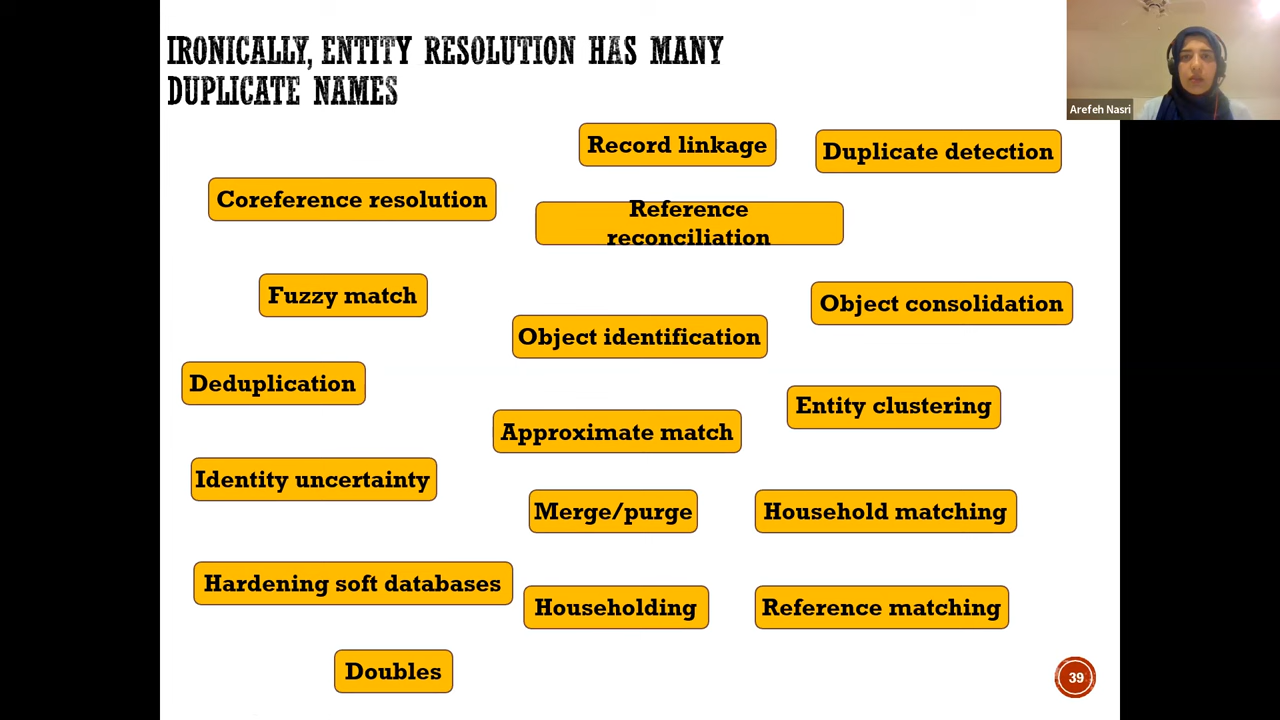 IRONICALLY, ENTITY RESOLUTION HAS MANY
DUPLICATE NAMES
Arefeh Nasri
Record linkage
Duplicate detection
Coreference resolution
Reference
reconciliation
Fuzzy match
Object consolidation
Object identification
Deduplication
Entity clustering
Approximate match
Identity uncertainty
Merge/purge
Household matching
Hardening soft databases
Householding
Reference matching
Doubles
39